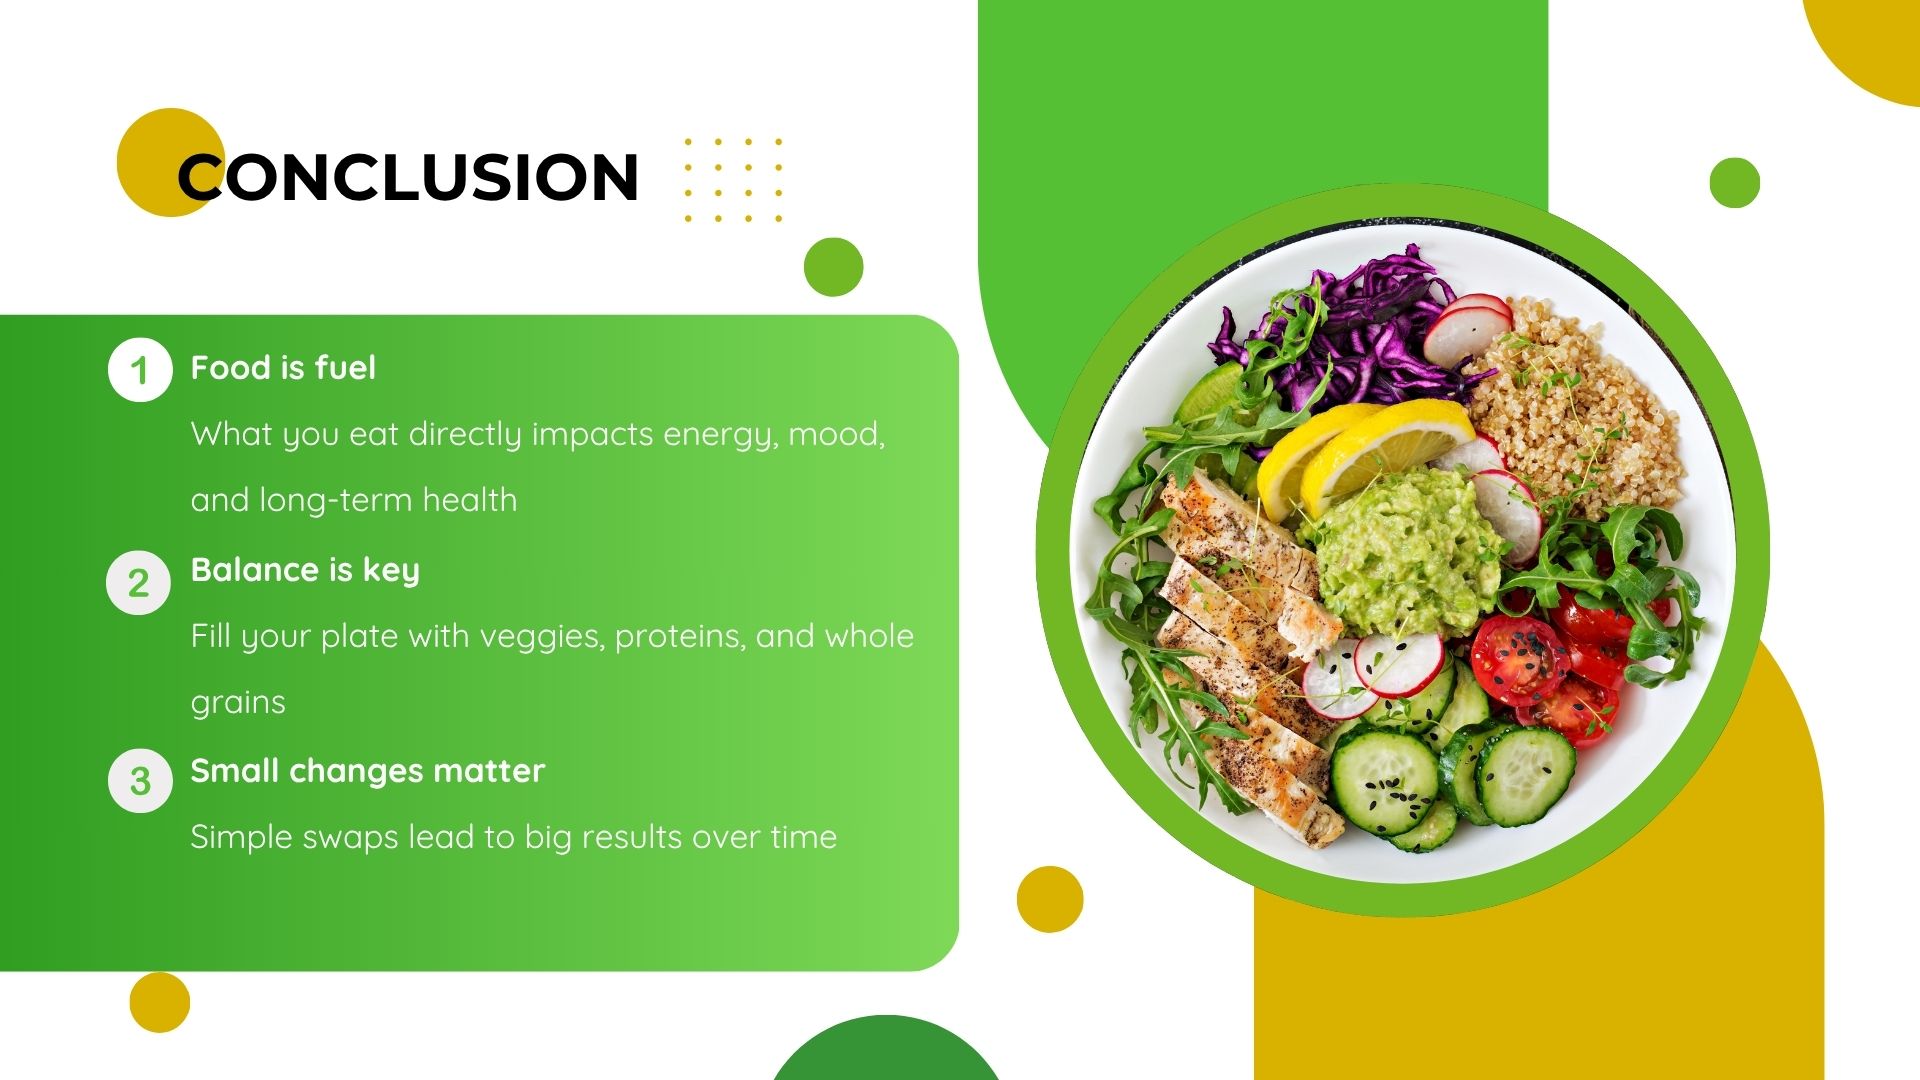 CONCLUSION
1 Food is fuel
What you eat directly impacts energy, mood,
and long-term health
2 Balance is key
Fill your plate with veggies, proteins, and whole
grains
3 Small changes matter
Simple swaps lead to big results over time